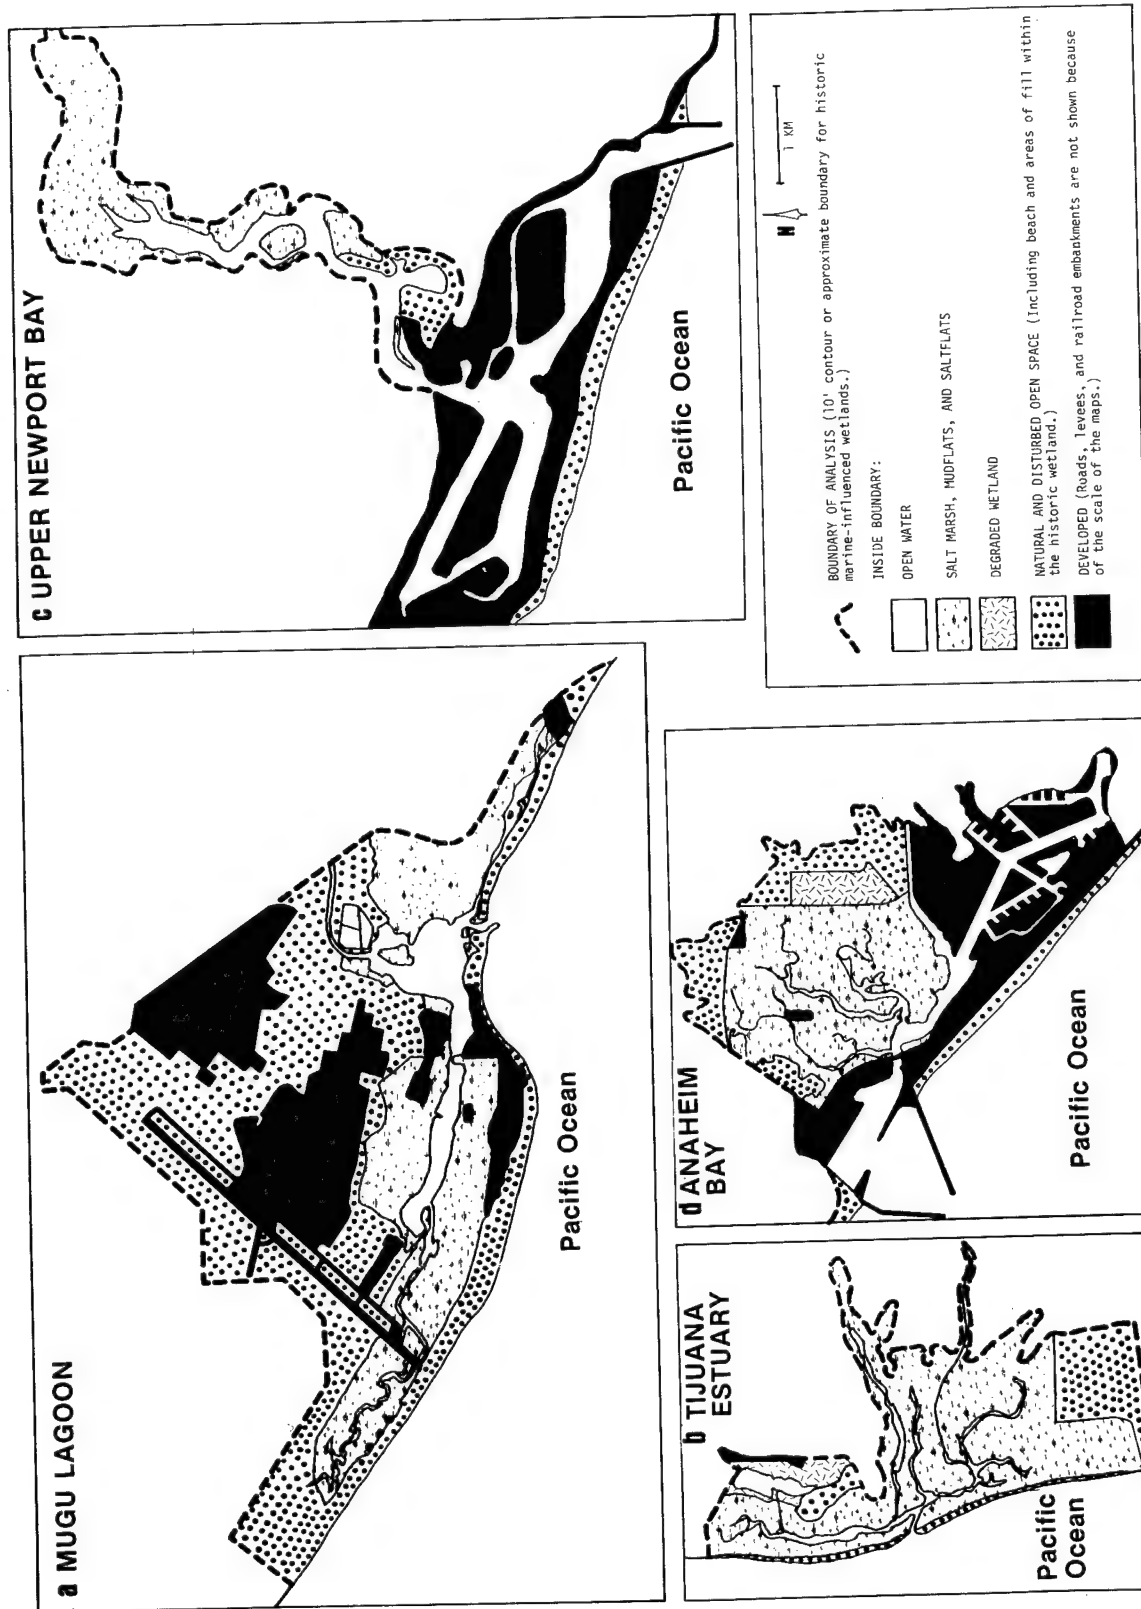 a MUGU LAGOON
Pacific Ocean
b TIJUANA
ESTUARY
Pacific
Ocean
c UPPER NEWPORT BAY
Pacific Ocean
d ANAHEIM
BAY
Pacific Ocean
N
1 KM
BOUNDARY OF ANALYSIS (10' contour or approximate boundary for historic
marine-influenced wetlands.)
INSIDE BOUNDARY:
OPEN WATER
SALT MARSH, MUDFLATS, AND SALTFLATS
DEGRADED WETLAND
NATURAL AND DISTURBED OPEN SPACE (Including beach and areas of fill within
the historic wetland.)
DEVELOPED (Roads, levees, and railroad embankments are not shown because
of the scale of the maps.)